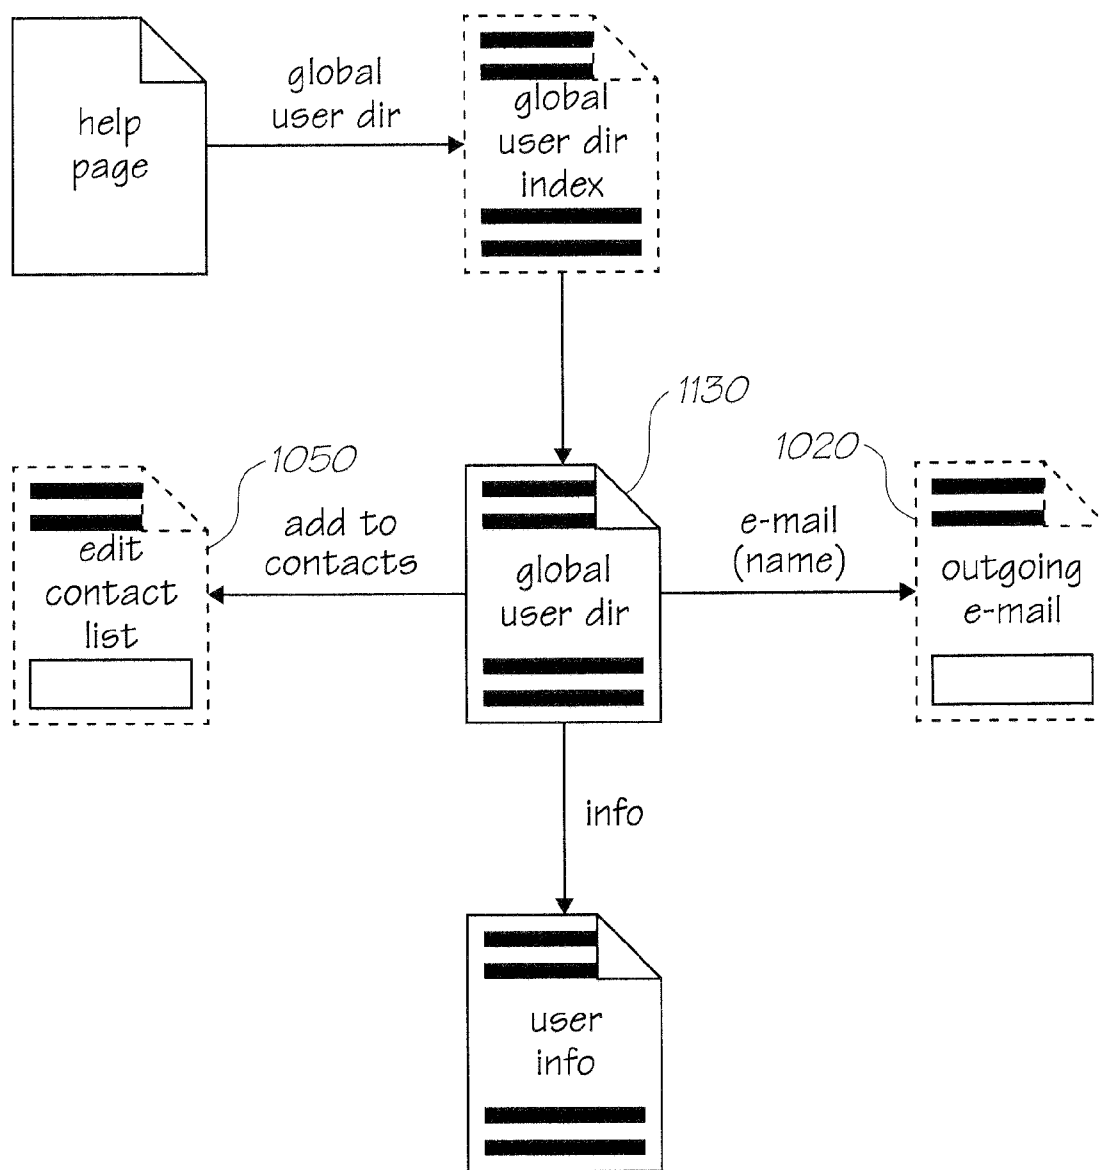 help
page
global
user dir
global
user dir
index
1130
1050
1020
edit
contact
list
add to
contacts
global
user dir
e-mail
(name)
outgoing
e-mail
info
user
info